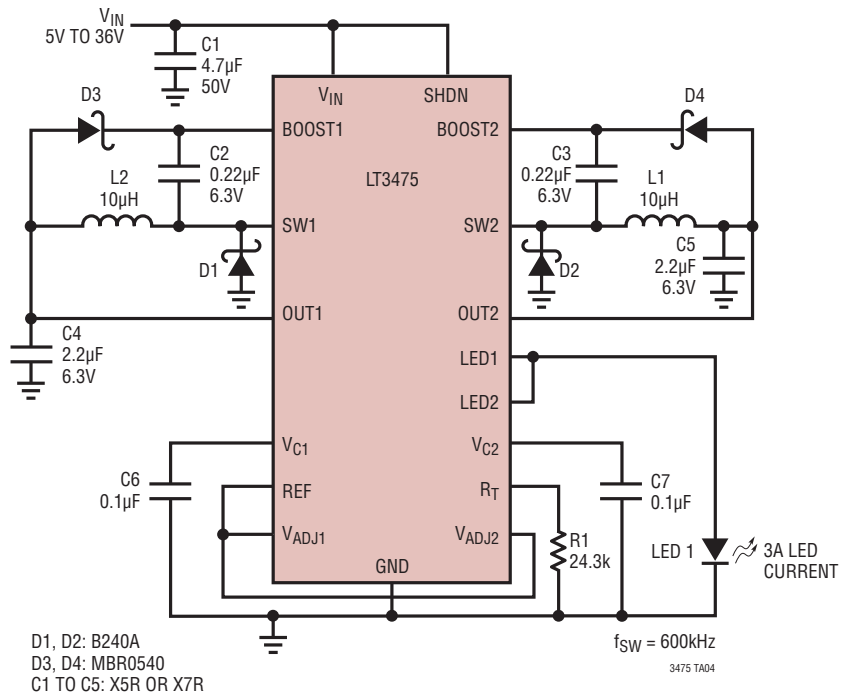 VIN
5V TO 36V
C1
4.7µF
50V
D3
D4
VIN
SHDN
BOOST1
BOOST2
C2
0.22µF
6.3V
LT3475
C3
0.22µF
6.3V
L2
10µH
L1
10µH
SW1
SW2
C5
2.2µF
6.3V
D1
D2
OUT1
OUT2
C4
2.2µF
6.3V
LED1
LED2
VC1
VC2
C6
0.1µF
REF
RT
C7
0.1µF
VADJ1
VADJ2
R1
24.3k
LED 1
3A LED
CURRENT
GND
D1, D2: B240A
D3, D4: MBR0540
C1 TO C5: X5R OR X7R
fSW = 600kHz
3475 TA04